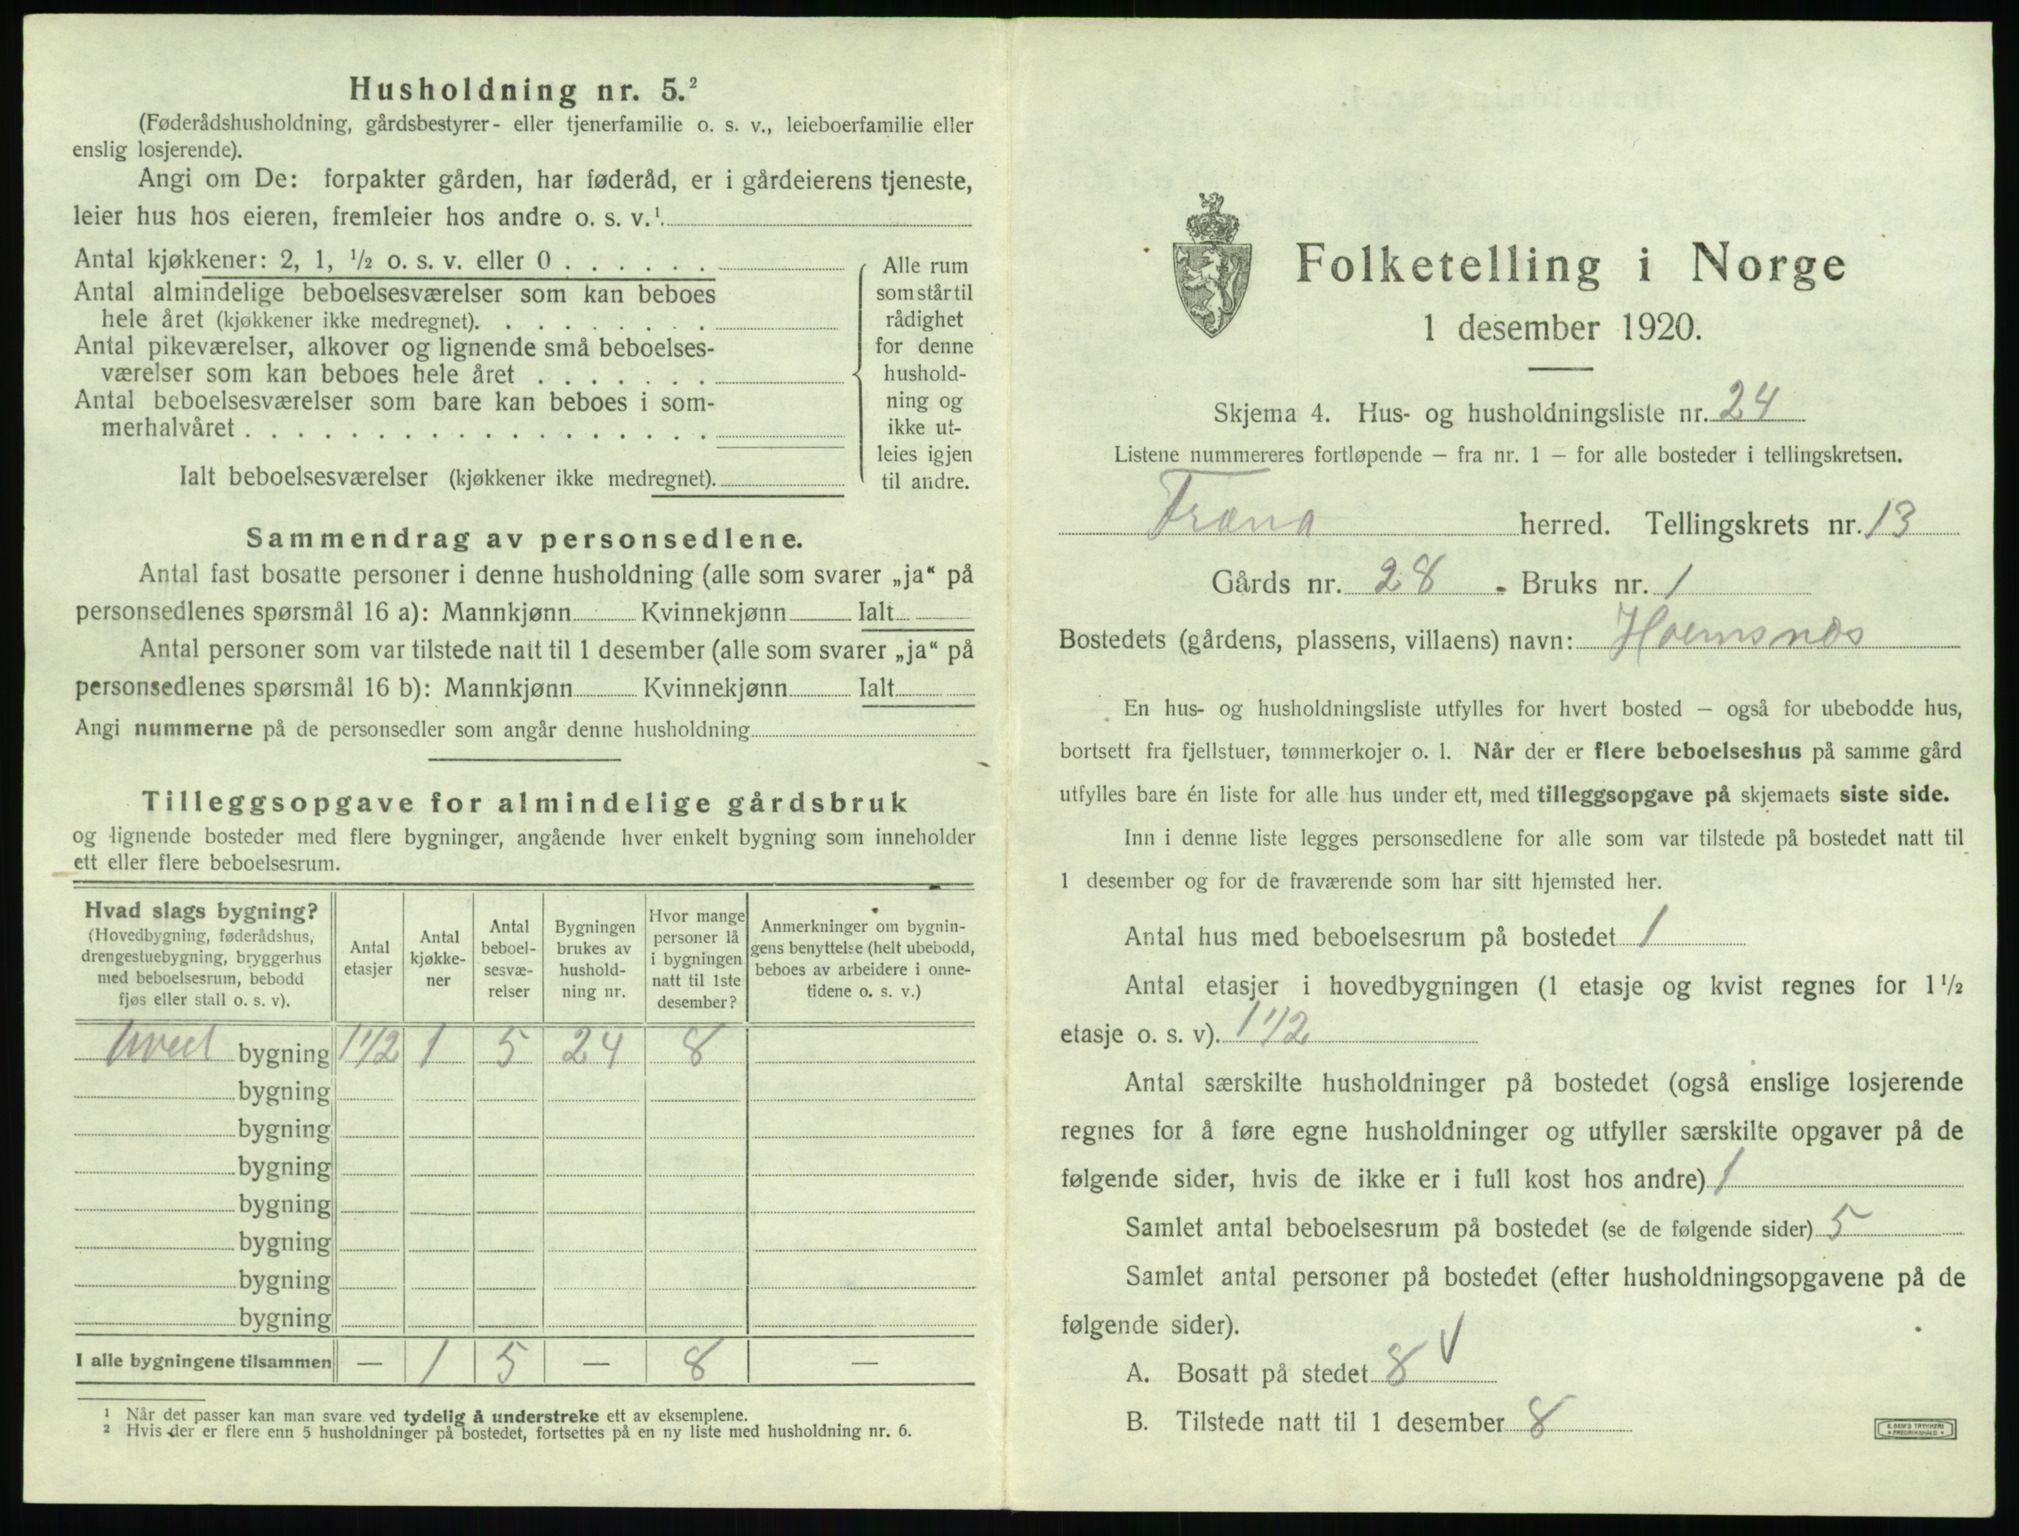 Husholdning nr. 5.²
(Føderådshusholdning, gårdsbestyrer- eller tjenerfamilie o. s. v., leieboerfamilie eller
enslig losjerende).
Angi om De: forpakter gården, har føderåd, er i gårdeierens tjeneste,
leier hus hos eieren, fremleier hos andre o. s. v.¹
Antal kjøkkener: 2, 1, ½ o. s. v. eller 0 . . . . . .
Antal almindelige beboelsesværelser som kan beboes
hele året (kjøkkener ikke medregnet). . . . . . . . .
Antal pikeværelser, alkover og lignende små beboelses-
værelser som kan beboes hele året . . . . . . .
Antal beboelsesværelser som bare kan beboes i som-
merhalvåret . . . . . . . . . . . . . . . . . .
Ialt beboelsesværelser (kjøkkener ikke medregnet).
Alle rum
som står til
rådighet
for denne
hushold-
ning og
ikke ut-
leies igjen
til andre.
Sammendrag av personsedlene.
Antal fast bosatte personer i denne husholdning (alle som svarer „ja“ på
personsedlenes spørsmål 16 a): Mannkjønn Kvinnekjønn Ialt
Antal personer som var tilstede natt til 1 desember (alle som svarer „ja“ på
personsedlenes spørsmål 16 b): Mannkjønn Kvinnekjønn Ialt
Angi nummerne på de personsedler som angår denne husholdning
Tilleggsopgave for almindelige gårdsbruk
og lignende bosteder med flere bygninger, angående hver enkelt bygning som inneholder
ett eller flere beboelsesrum.
Hvad slags bygning?
(Hovedbygning, føderådshus,
drengestuebygning, bryggerhus
med beboelsesrum, bebodd
fjøs eller stall o. s. v).
Antal
etasjer
Antal
kjøkke-
ner
Antal
beboel-
sesvæ-
relser
Bygningen
brukes av
hushold-
ning nr.
Hvor mange
personer lå
i bygningen
natt til 1ste
desember?
Anmerkninger om bygnin-
gens benyttelse (helt ubebodd,
beboes av arbeidere i onne-
tidene o. s. v.)
bygning 1½ 1 5 24 8
bygning
bygning
bygning
bygning
bygning
bygning
bygning
I alle bygningene tilsammen — 1 5 — 8 —
¹ Når det passer kan man svare ved tydelig å understreke ett av eksemplene.
² Hvis der er flere enn 5 husholdninger på bostedet, fortsettes på en ny liste med husholdning nr. 6.
Folketelling i Norge
1 desember 1920.
Skjema 4. Hus- og husholdningsliste nr. 24
Listene nummereres fortløpende – fra nr. 1 – for alle bosteder i tellingskretsen.
Fræna herred. Tellingskrets nr. 13
Gårds nr. 28 . Bruks nr. 1
Bostedets (gårdens, plassens, villaens) navn: Hoemsnæs
En hus- og husholdningsliste utfylles for hvert bosted – også for ubebodde hus,
bortsett fra fjellstuer, tømmerkojer o. l. Når der er flere beboelseshus på samme gård
utfylles bare én liste for alle hus under ett, med tilleggsopgave på skjemaets siste side.
Inn i denne liste legges personsedlene for alle som var tilstede på bostedet natt til
1 desember og for de fraværende som har sitt hjemsted her.
Antal hus med beboelsesrum på bostedet 1
Antal etasjer i hovedbygningen (1 etasje og kvist regnes for 1½
etasje o. s. v). 1½
Antal særskilte husholdninger på bostedet (også enslige losjerende
regnes for å føre egne husholdninger og utfyller særskilte opgaver på de
følgende sider, hvis de ikke er i full kost hos andre) 1
Samlet antal beboelsesrum på bostedet (se de følgende sider) 5
Samlet antal personer på bostedet (efter husholdningsopgavene på de
følgende sider).
A. Bosatt på stedet 8 √
B. Tilstede natt til 1 desember 8